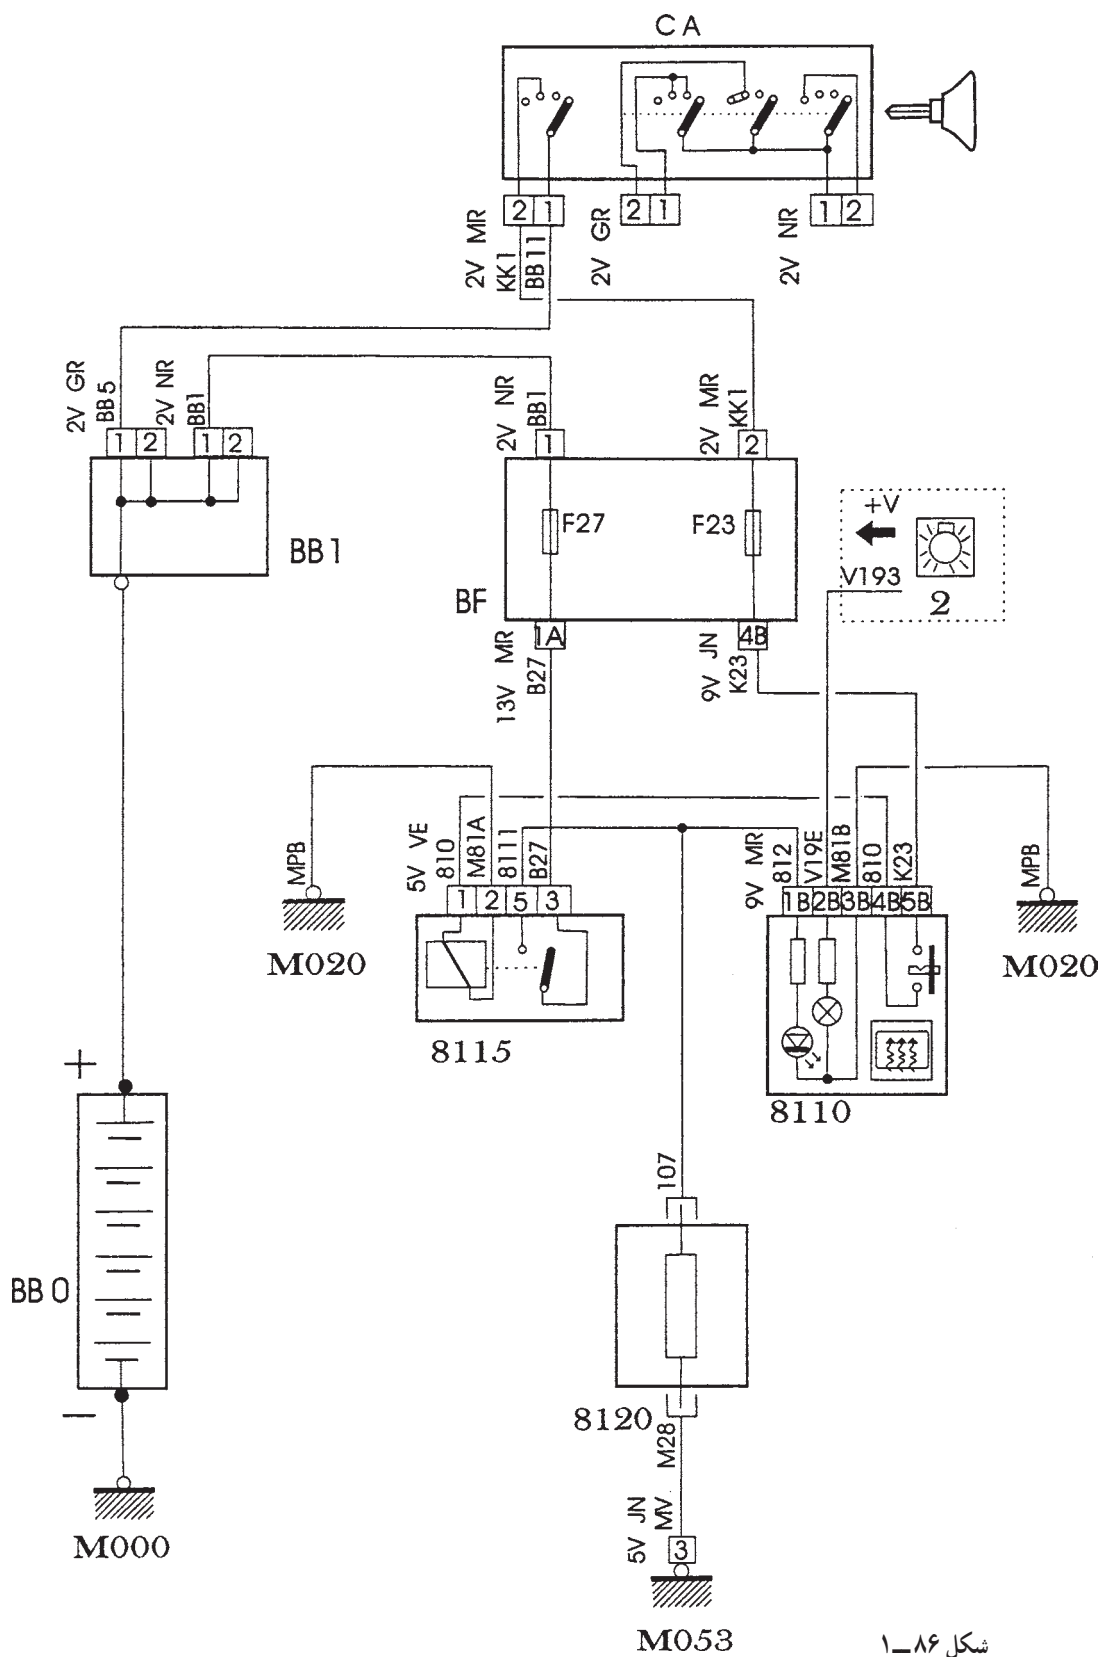 CA
2 1
2 1
1 2
2V MR
KK1
BB11
2V GR
2V NR
2V GR
BB5
2V NR
BB1
2V NR
BB1
2V MR
KK1
1 2
1 2
1
2
BB1
F27
F23
BF
+V
V193
2
1A
4B
13V MR
B27
9V JN
K23
MPB
5V VE
810
M81A
8111
B27
9V MR
812
V19E
M81B
810
K23
MPB
1 2 5 3
1B 2B 3B 4B 5B
M020
M020
8115
8110
+
107
BB0
8120
M28
−
5V JN
MV
3
M000
M053
شکل ۸۶ــ۱